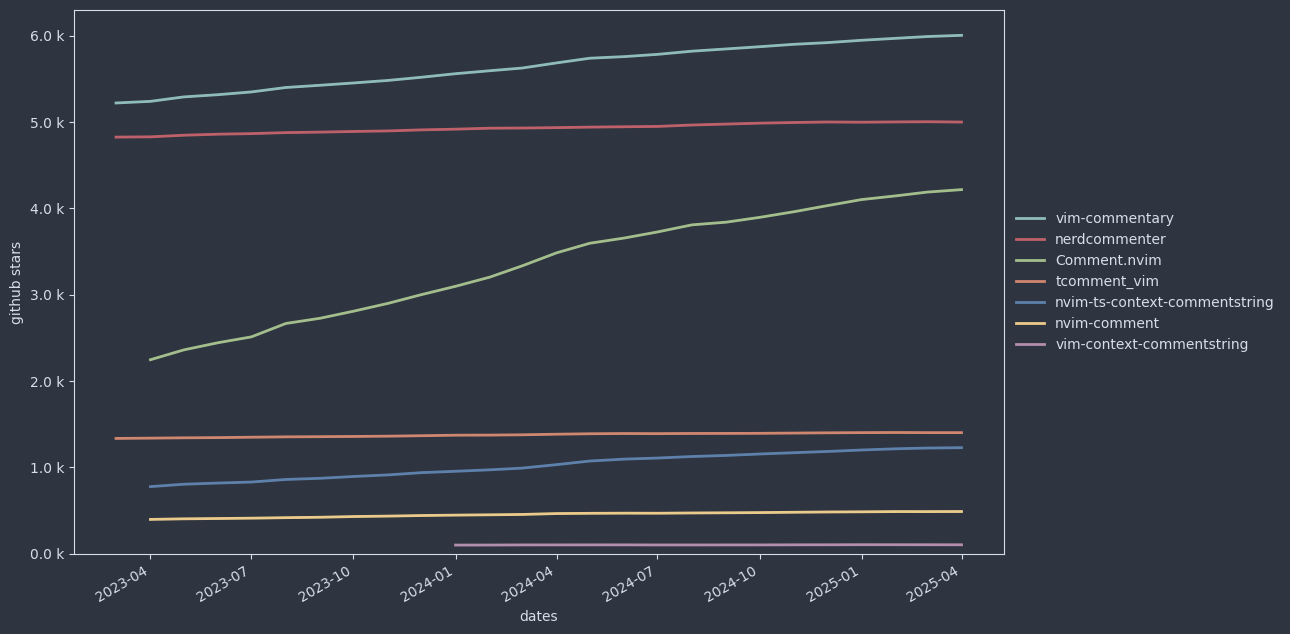 6.0 k
5.0 k
4.0 k
3.0 k
2.0 k
1.0 k
0.0 k
github stars
2023-04
2023-07
2023-10
2024-01
2024-04
2024-07
2024-10
2025-01
2025-04
dates
vim-commentary
nerdcommenter
Comment.nvim
tcomment_vim
nvim-ts-context-commentstring
nvim-comment
vim-context-commentstring